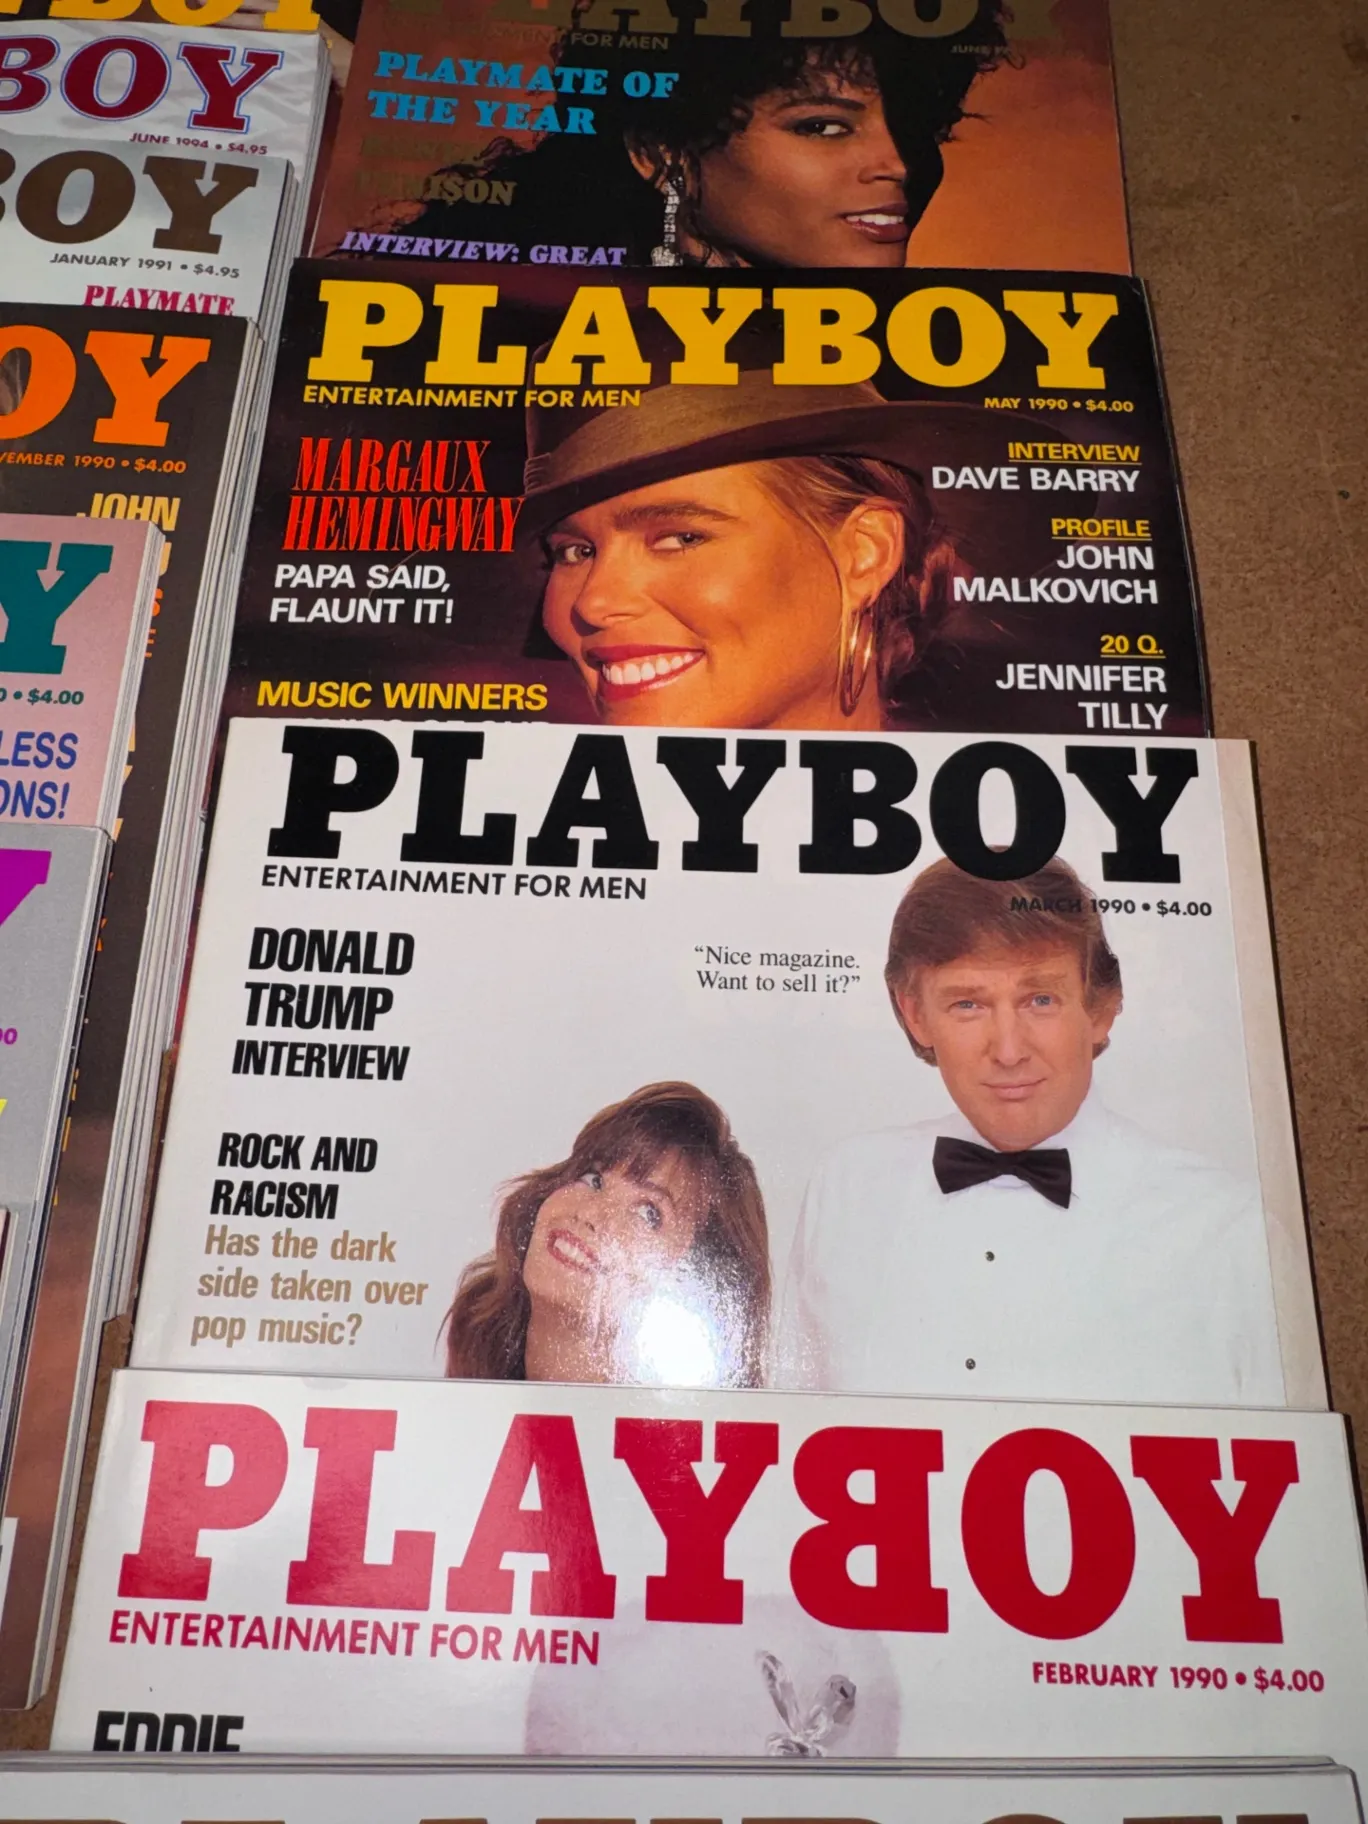 BOY
JUNE 1994 • $4.95
BOY
JANUARY 1991 • $4.95
PLAYMATE
OY
VEMBER 1990 • $4.00
JOHN
Y
0 • $4.00
LESS
ONS!
Y
PLAYBOY
FOR MEN
PLAYMATE OF
THE YEAR
INTERVIEW: GREAT
PLAYBOY
ENTERTAINMENT FOR MEN
MAY 1990 • $4.00
MARGAUX
HEMINGWAY
PAPA SAID,
FLAUNT IT!
MUSIC WINNERS
INTERVIEW
DAVE BARRY
PROFILE
JOHN
MALKOVICH
20 Q.
JENNIFER
TILLY
PLAYBOY
ENTERTAINMENT FOR MEN
MARCH 1990 • $4.00
DONALD
TRUMP
INTERVIEW
"Nice magazine.
Want to sell it?"
ROCK AND
RACISM
Has the dark
side taken over
pop music?
PLAYBOY
ENTERTAINMENT FOR MEN
FEBRUARY 1990 • $4.00
EDDIE